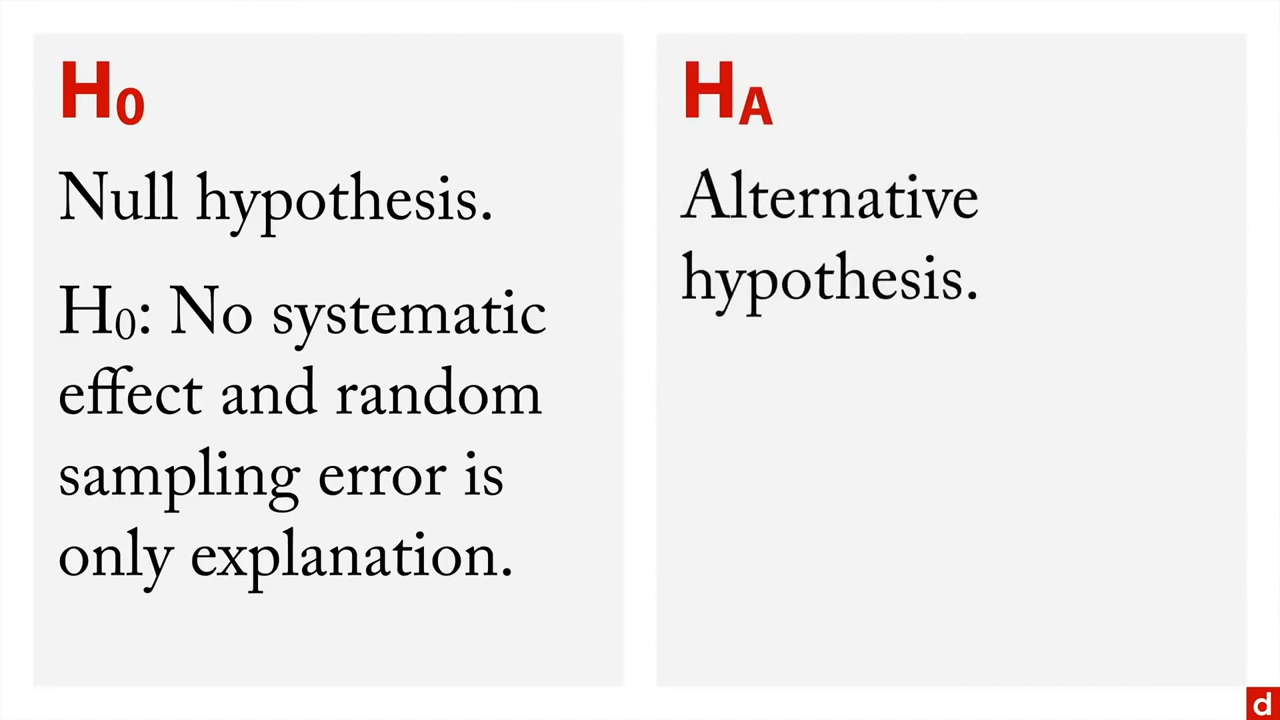 H0
Null hypothesis.
H0: No systematic
effect and random
sampling error is
only explanation.
HA
Alternative
hypothesis.
d